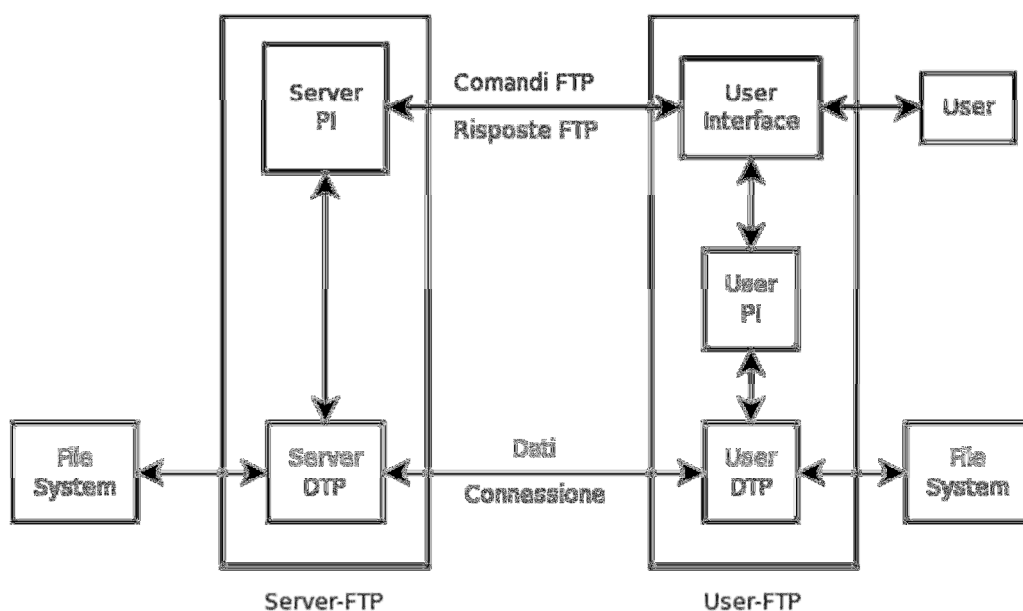 Server
PI
Comandi FTP
Risposte FTP
User
Interface
User
User
PI
File
System
Server
DTP
Dati
Connessione
User
DTP
File
System
Server-FTP
User-FTP